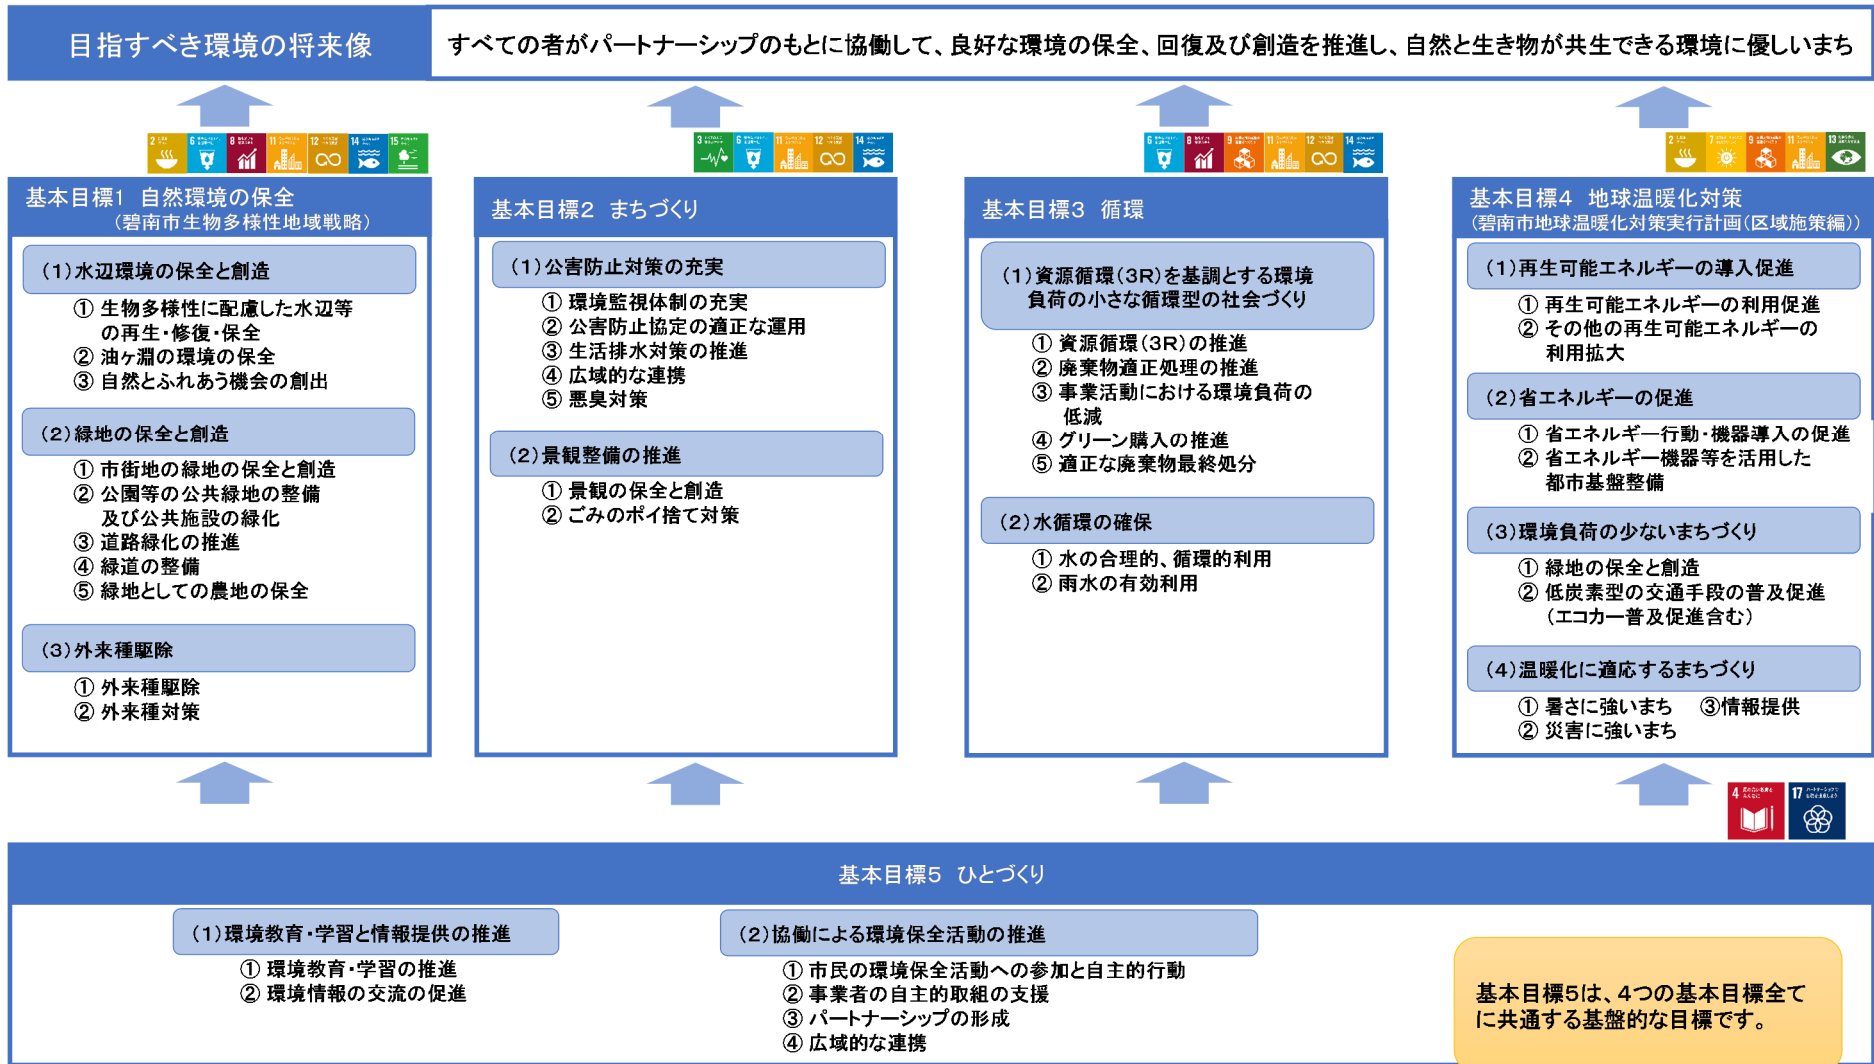 目指すべき環境の将来像
すべての者がパートナーシップのもとに協働して、良好な環境の保全、回復及び創造を推進し、自然と生き物が共生できる環境に優しいまち
2 6 8 11 12 14 15
3 6 11 12 14
6 8 9 11 12 14
2 7 9 11 13
基本目標1 自然環境の保全
(碧南市生物多様性地域戦略)
(1)水辺環境の保全と創造
① 生物多様性に配慮した水辺等
の再生・修復・保全
② 油ヶ淵の環境の保全
③ 自然とふれあう機会の創出
(2)緑地の保全と創造
① 市街地の緑地の保全と創造
② 公園等の公共緑地の整備
及び公共施設の緑化
③ 道路緑化の推進
④ 緑道の整備
⑤ 緑地としての農地の保全
(3)外来種駆除
① 外来種駆除
② 外来種対策
基本目標2 まちづくり
(1)公害防止対策の充実
① 環境監視体制の充実
② 公害防止協定の適正な運用
③ 生活排水対策の推進
④ 広域的な連携
⑤ 悪臭対策
(2)景観整備の推進
① 景観の保全と創造
② ごみのポイ捨て対策
基本目標3 循環
(1)資源循環(3R)を基調とする環境
負荷の小さな循環型の社会づくり
① 資源循環(3R)の推進
② 廃棄物適正処理の推進
③ 事業活動における環境負荷の
低減
④ グリーン購入の推進
⑤ 適正な廃棄物最終処分
(2)水循環の確保
① 水の合理的、循環的利用
② 雨水の有効利用
基本目標4 地球温暖化対策
(碧南市地球温暖化対策実行計画(区域施策編))
(1)再生可能エネルギーの導入促進
① 再生可能エネルギーの利用促進
② その他の再生可能エネルギーの
利用拡大
(2)省エネルギーの促進
① 省エネルギー行動・機器導入の促進
② 省エネルギー機器等を活用した
都市基盤整備
(3)環境負荷の少ないまちづくり
① 緑地の保全と創造
② 低炭素型の交通手段の普及促進
(エコカー普及促進含む)
(4)温暖化に適応するまちづくり
① 暑さに強いまち ③情報提供
② 災害に強いまち
4 17
基本目標5 ひとづくり
(1)環境教育・学習と情報提供の推進
① 環境教育・学習の推進
② 環境情報の交流の促進
(2)協働による環境保全活動の推進
① 市民の環境保全活動への参加と自主的行動
② 事業者の自主的取組の支援
③ パートナーシップの形成
④ 広域的な連携
基本目標5は、4つの基本目標全て
に共通する基盤的な目標です。